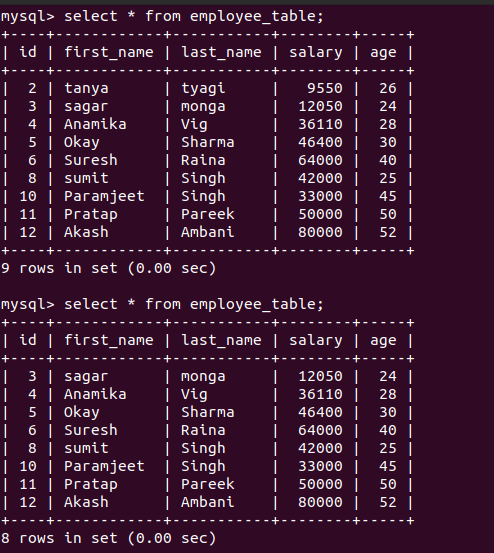 mysql> select * from employee_table;
+----+------------+-----------+--------+-----+
| id | first_name | last_name | salary | age |
+----+------------+-----------+--------+-----+
|  2 | tanya      | tyagi     |   9550 |  26 |
|  3 | sagar      | monga     |  12050 |  24 |
|  4 | Anamika    | Vig       |  36110 |  28 |
|  5 | Okay       | Sharma    |  46400 |  30 |
|  6 | Suresh     | Raina     |  64000 |  40 |
|  8 | sumit      | Singh     |  42000 |  25 |
| 10 | Paramjeet  | Singh     |  33000 |  45 |
| 11 | Pratap     | Pareek    |  50000 |  50 |
| 12 | Akash      | Ambani    |  80000 |  52 |
+----+------------+-----------+--------+-----+
9 rows in set (0.00 sec)

mysql> select * from employee_table;
+----+------------+-----------+--------+-----+
| id | first_name | last_name | salary | age |
+----+------------+-----------+--------+-----+
|  3 | sagar      | monga     |  12050 |  24 |
|  4 | Anamika    | Vig       |  36110 |  28 |
|  5 | Okay       | Sharma    |  46400 |  30 |
|  6 | Suresh     | Raina     |  64000 |  40 |
|  8 | sumit      | Singh     |  42000 |  25 |
| 10 | Paramjeet  | Singh     |  33000 |  45 |
| 11 | Pratap     | Pareek    |  50000 |  50 |
| 12 | Akash      | Ambani    |  80000 |  52 |
+----+------------+-----------+--------+-----+
8 rows in set (0.00 sec)